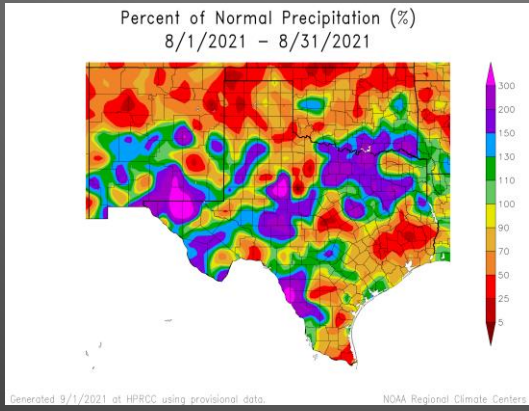 Percent of Normal Precipitation (%)
8/1/2021 – 8/31/2021
300
200
150
130
110
100
90
70
50
25
5
Generated 9/1/2021 at HPRCC using provisional data.
NOAA Regional Climate Centers